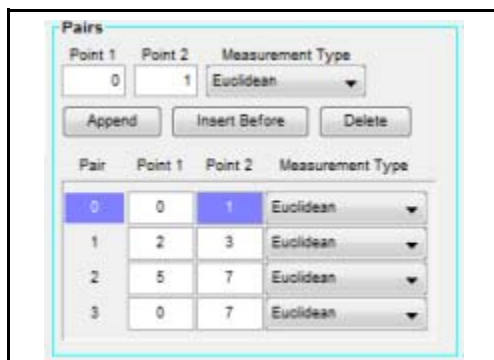 Pairs
Point 1 Point 2 Measurement Type
0 1 Euclidean
Append Insert Before Delete
Pair Point 1 Point 2 Measurement Type
0 0 1 Euclidean
1 2 3 Euclidean
2 5 7 Euclidean
3 0 7 Euclidean